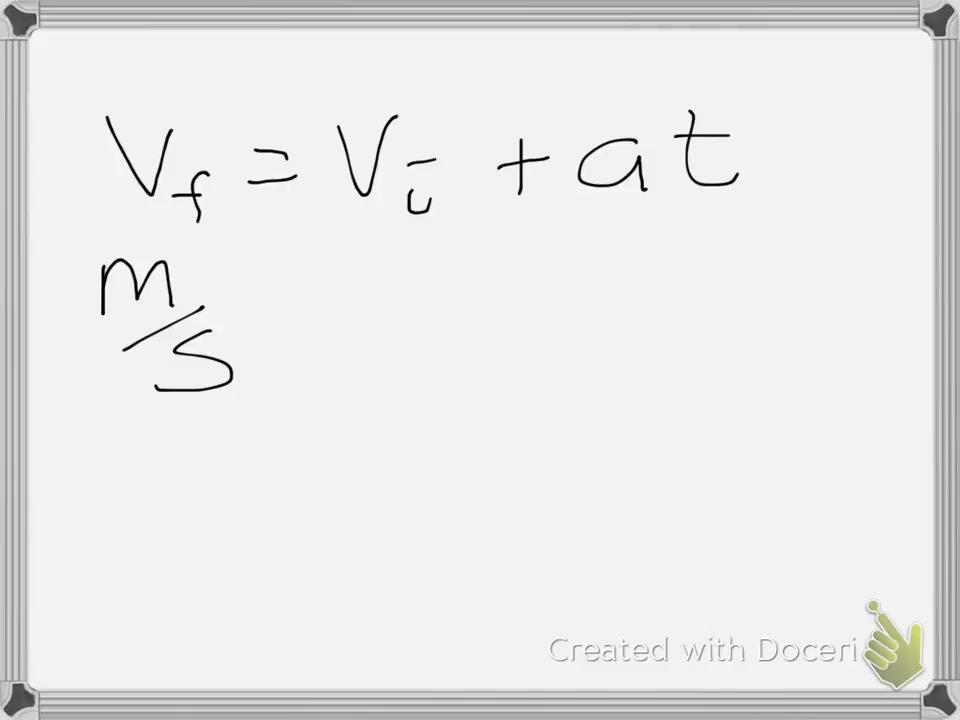 Vf = Vi + at
m/s
Created with Doceri